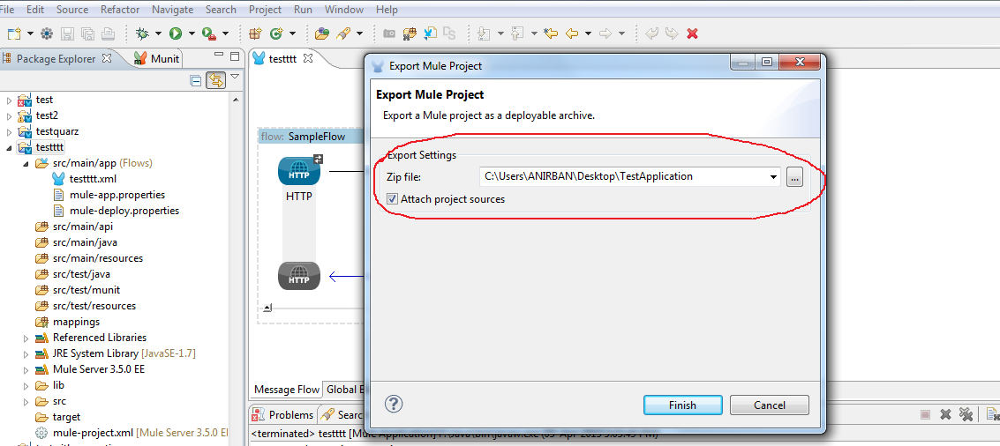 File Edit Source Refactor Navigate Search Project Run Window Help
Package Explorer
Munit
test
test2
testquarz
testttt
src/main/app (Flows)
testttt.xml
mule-app.properties
mule-deploy.properties
src/main/api
src/main/java
src/main/resources
src/test/java
src/test/munit
src/test/resources
mappings
Referenced Libraries
JRE System Library [JavaSE-1.7]
Mule Server 3.5.0 EE
lib
src
target
mule-project.xml [Mule Server 3.5.0 E
testttt
flow: SampleFlow
HTTP
HTTP
HTTP
Message Flow
Global
Problems
Searc
<terminated> testttt [Mule Application]
Export Mule Project
Export Mule Project
Export a Mule project as a deployable archive.
Export Settings
Zip file: C:\Users\ANIRBAN\Desktop\TestApplication ...
Attach project sources
?
Finish
Cancel